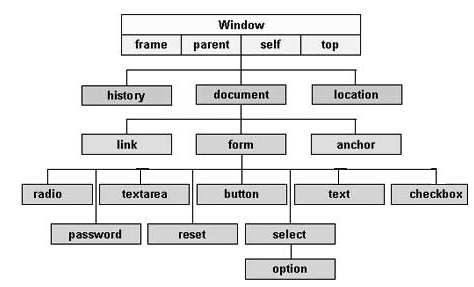 Window
frame parent self top
history document location
link form anchor
radio textarea button text checkbox
password reset select
option